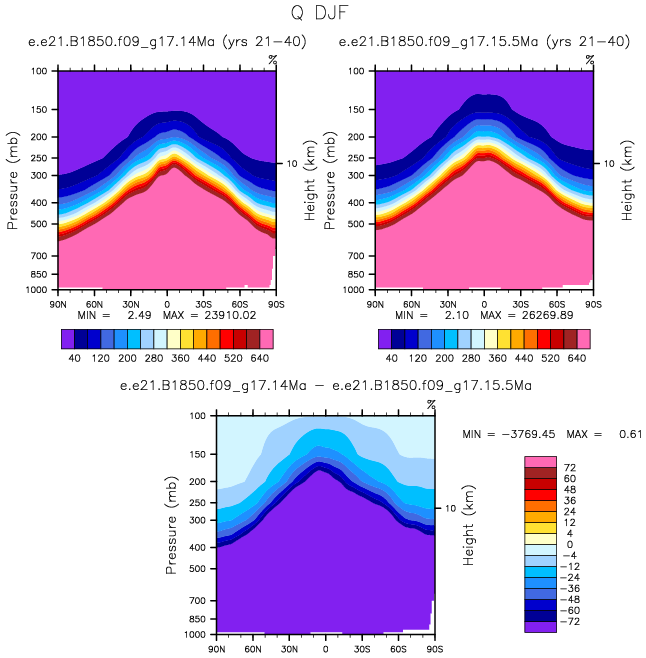 Q DJF
e.e21.B1850.f09_g17.14Ma (yrs 21-40)
%
Pressure (mb)
100
150
200
250
300
400
500
700
850
1000
10
Height (km)
90N 60N 30N 0 30S 60S 90S
MIN = 2.49 MAX = 23910.02
40 120 200 280 360 440 520 640
e.e21.B1850.f09_g17.15.5Ma (yrs 21-40)
%
Pressure (mb)
100
150
200
250
300
400
500
700
850
1000
10
Height (km)
90N 60N 30N 0 30S 60S 90S
MIN = 2.10 MAX = 26269.89
40 120 200 280 360 440 520 640
e.e21.B1850.f09_g17.14Ma - e.e21.B1850.f09_g17.15.5Ma
%
Pressure (mb)
100
150
200
250
300
400
500
700
850
1000
10
Height (km)
90N 60N 30N 0 30S 60S 90S
MIN = -3769.45 MAX = 0.61
72
60
48
36
24
12
4
0
-4
-12
-24
-36
-48
-60
-72